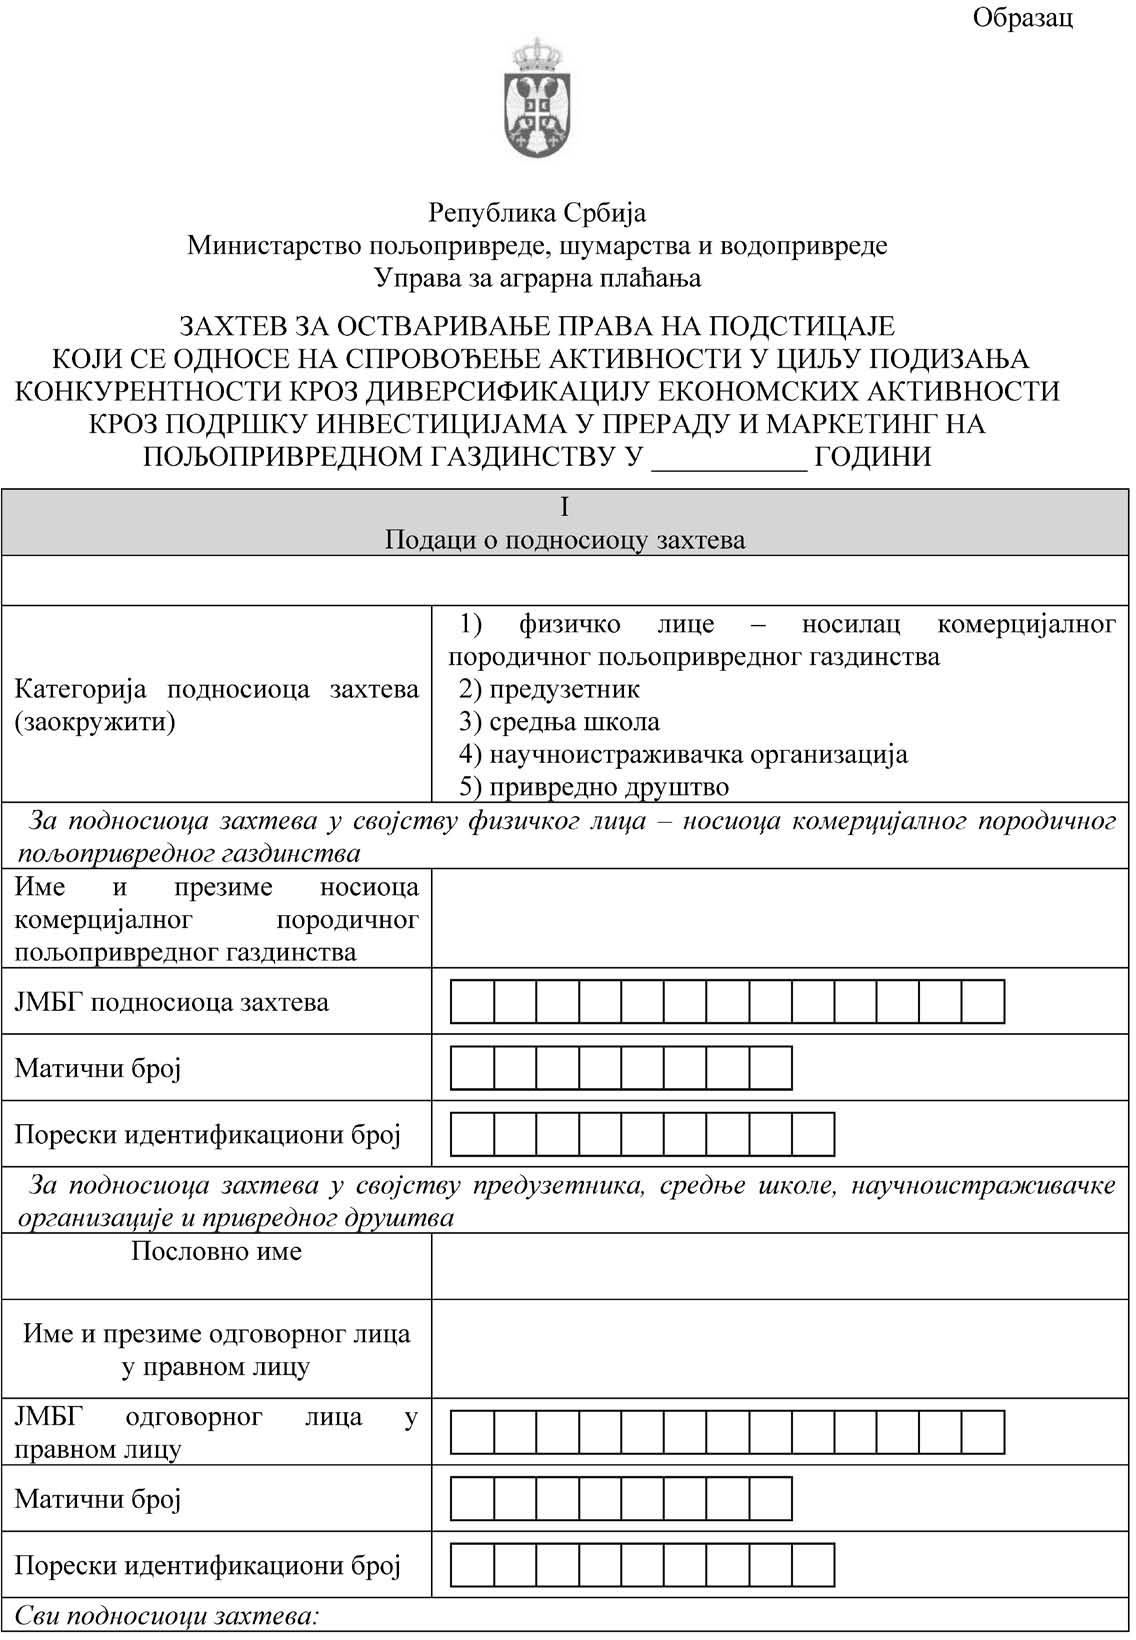 Образац
Република Србија
Министарство пољопривреде, шумарства и водопривреде
Управа за аграрна плаћања
ЗАХТЕВ ЗА ОСТВАРИВАЊЕ ПРАВА НА ПОДСТИЦАЈЕ
КОЈИ СЕ ОДНОСЕ НА СПРОВОЂЕЊЕ АКТИВНОСТИ У ЦИЉУ ПОДИЗАЊА
КОНКУРЕНТНОСТИ КРОЗ ДИВЕРСИФИКАЦИЈУ ЕКОНОМСКИХ АКТИВНОСТИ
КРОЗ ПОДРШКУ ИНВЕСТИЦИЈАМА У ПРЕРАДУ И МАРКЕТИНГ НА
ПОЉОПРИВРЕДНОМ ГАЗДИНСТВУ У ___________ ГОДИНИ
I
Подаци о подносиоцу захтева
Категорија подносиоца захтева
(заокружити)
1) физичко лице – носилац комерцијалног
породичног пољопривредног газдинства
2) предузетник
3) средња школа
4) научноистраживачка организација
5) привредно друштво
За подносиоца захтева у својству физичког лица – носиоца комерцијалног породичног
пољопривредног газдинства
Име и презиме носиоца
комерцијалног породичног
пољопривредног газдинства
ЈМБГ подносиоца захтева
Матични број
Порески идентификациони број
За подносиоца захтева у својству предузетника, средње школе, научноистраживачке
организације и привредног друштва
Пословно име
Име и презиме одговорног лица
у правном лицу
ЈМБГ одговорног лица у
правном лицу
Матични број
Порески идентификациони број
Сви подносиоци захтева: